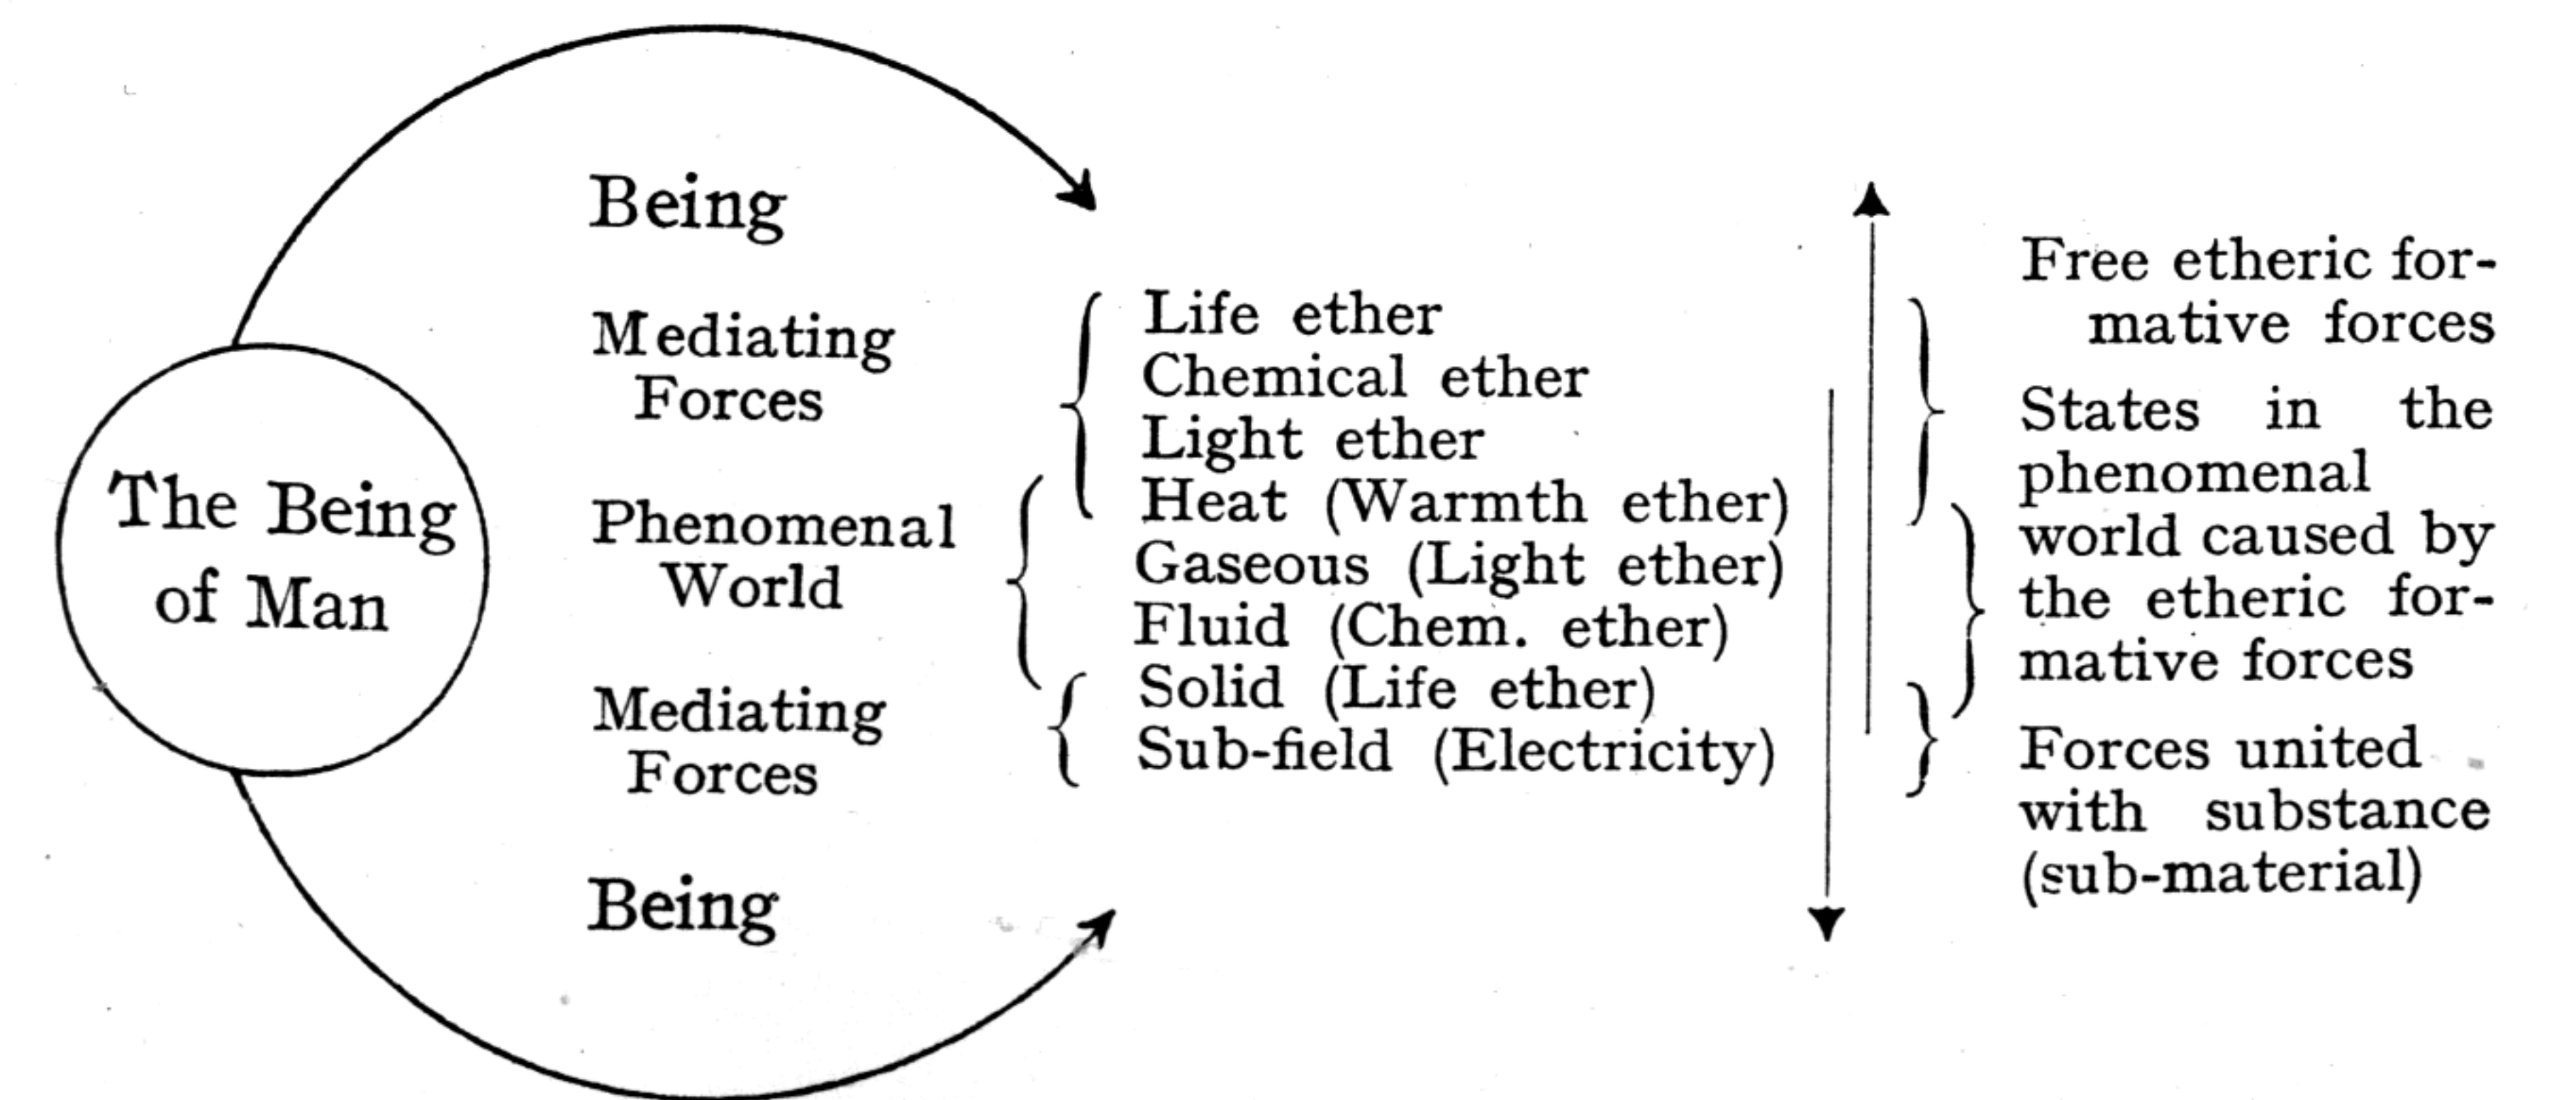 The Being
of Man
Being
Mediating
Forces
Phenomenal
World
Mediating
Forces
Being
Life ether
Chemical ether
Light ether
Heat (Warmth ether)
Gaseous (Light ether)
Fluid (Chem. ether)
Solid (Life ether)
Sub-field (Electricity)
Free etheric for-
mative forces
States in the
phenomenal
world caused by
the etheric for-
mative forces
Forces united
with substance
(sub-material)